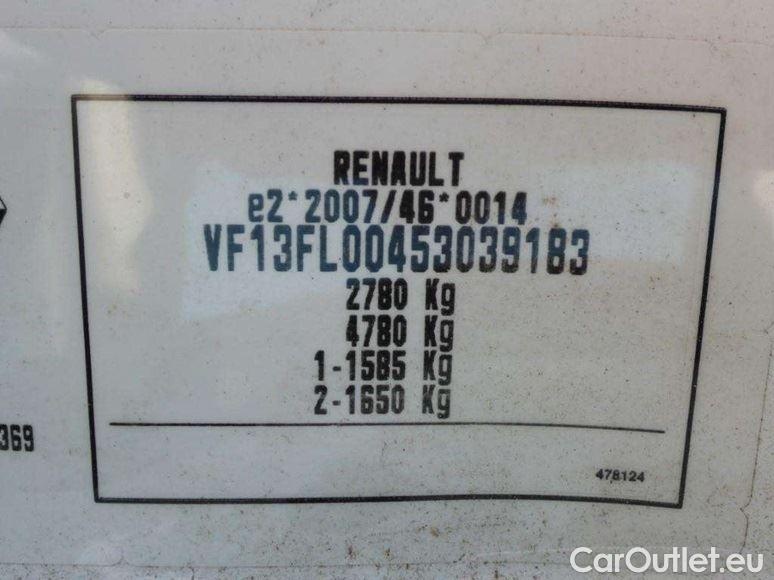 RENAULT
e2*2007/46*0014
VF13FL00453039183
2780 Kg
4780 Kg
1-1585 Kg
2-1650 Kg
369
478124
CarOutlet.eu